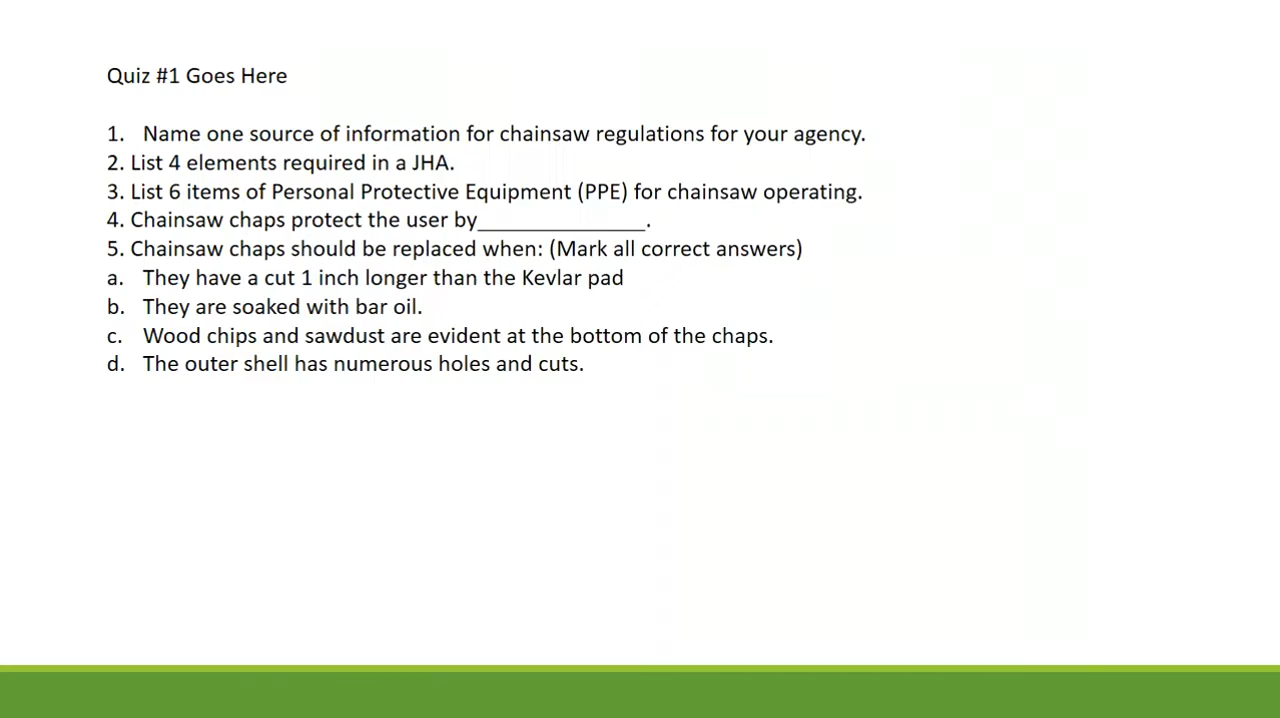 Quiz #1 Goes Here
1. Name one source of information for chainsaw regulations for your agency.
2. List 4 elements required in a JHA.
3. List 6 items of Personal Protective Equipment (PPE) for chainsaw operating.
4. Chainsaw chaps protect the user by_______________.
5. Chainsaw chaps should be replaced when: (Mark all correct answers)
a. They have a cut 1 inch longer than the Kevlar pad
b. They are soaked with bar oil.
c. Wood chips and sawdust are evident at the bottom of the chaps.
d. The outer shell has numerous holes and cuts.